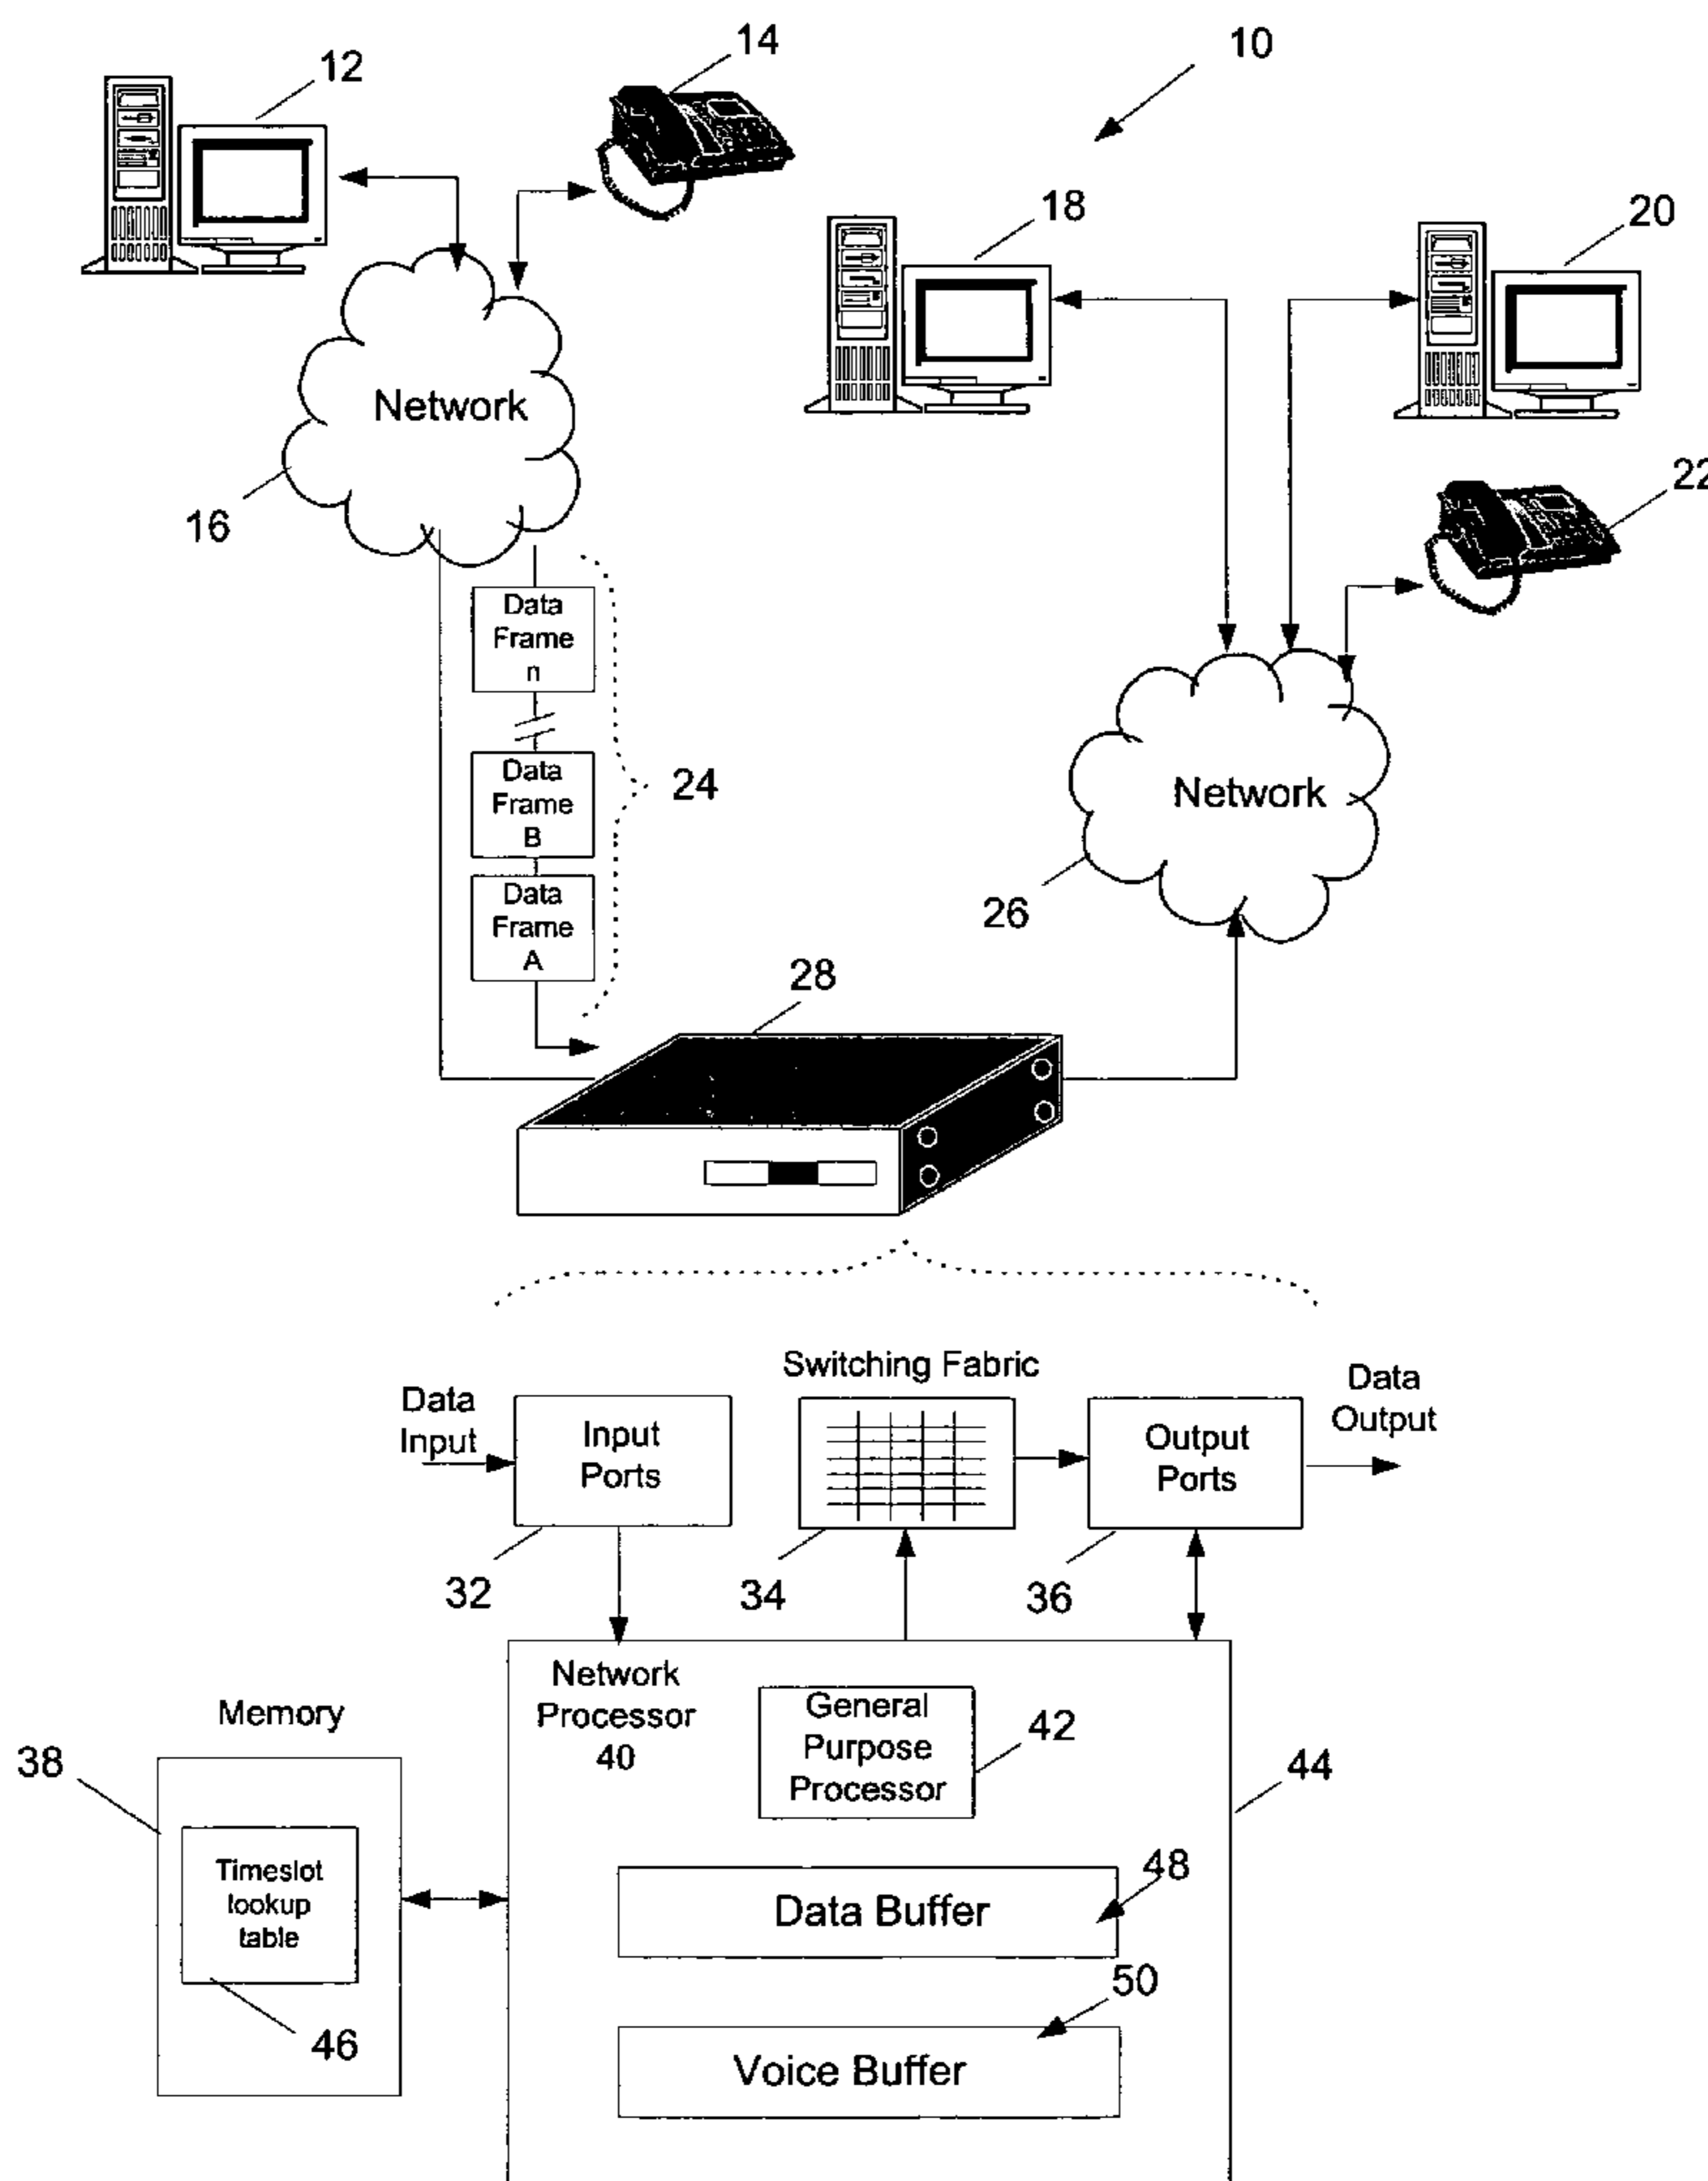 14
10
12
18
20
Network
22
16
Data
Frame
n
Data
Frame
B
24
Network
Data
Frame
A
26
28
Switching Fabric
Data
Input
Input
Ports
Output
Ports
Data
Output
32
34
36
Network
Processor
40
General
Purpose
Processor
42
Memory
38
44
Timeslot
lookup
table
48
Data Buffer
46
50
Voice Buffer